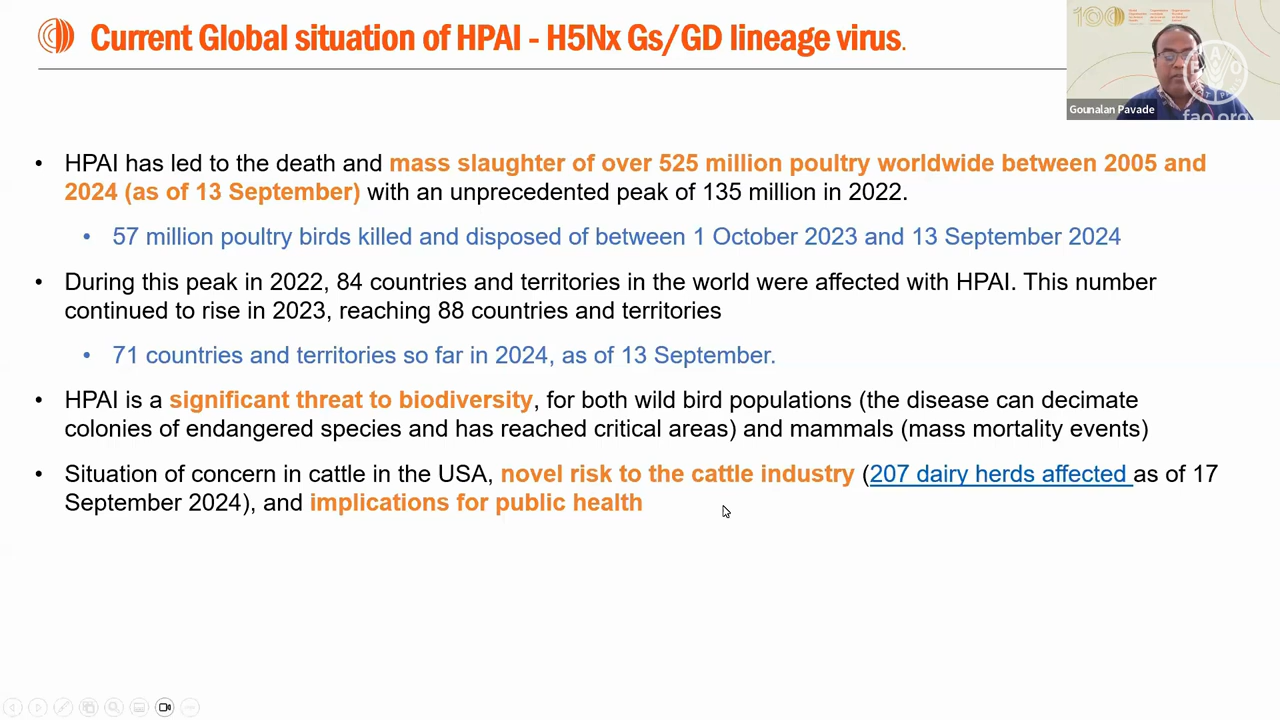 Current Global situation of HPAI - H5Nx Gs/GD lineage virus.
100
Gounalan Pavade
FAO
fao.org
• HPAI has led to the death and mass slaughter of over 525 million poultry worldwide between 2005 and
2024 (as of 13 September) with an unprecedented peak of 135 million in 2022.
• 57 million poultry birds killed and disposed of between 1 October 2023 and 13 September 2024
• During this peak in 2022, 84 countries and territories in the world were affected with HPAI. This number
continued to rise in 2023, reaching 88 countries and territories
• 71 countries and territories so far in 2024, as of 13 September.
• HPAI is a significant threat to biodiversity, for both wild bird populations (the disease can decimate
colonies of endangered species and has reached critical areas) and mammals (mass mortality events)
• Situation of concern in cattle in the USA, novel risk to the cattle industry (207 dairy herds affected as of 17
September 2024), and implications for public health